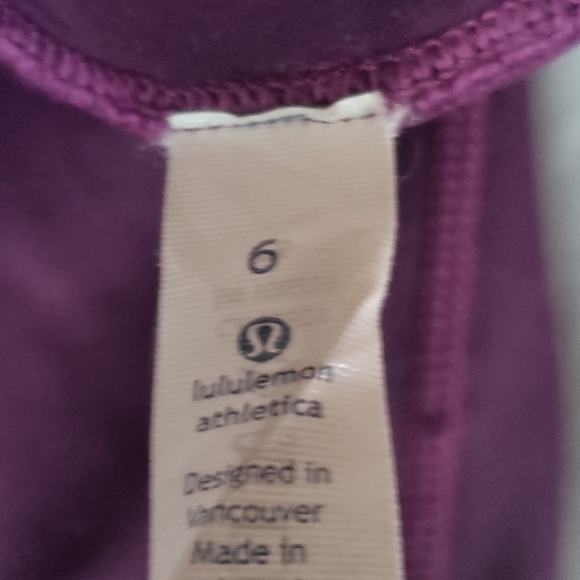 6
lululemon
athletica
Designed in
Vancouver
Made in